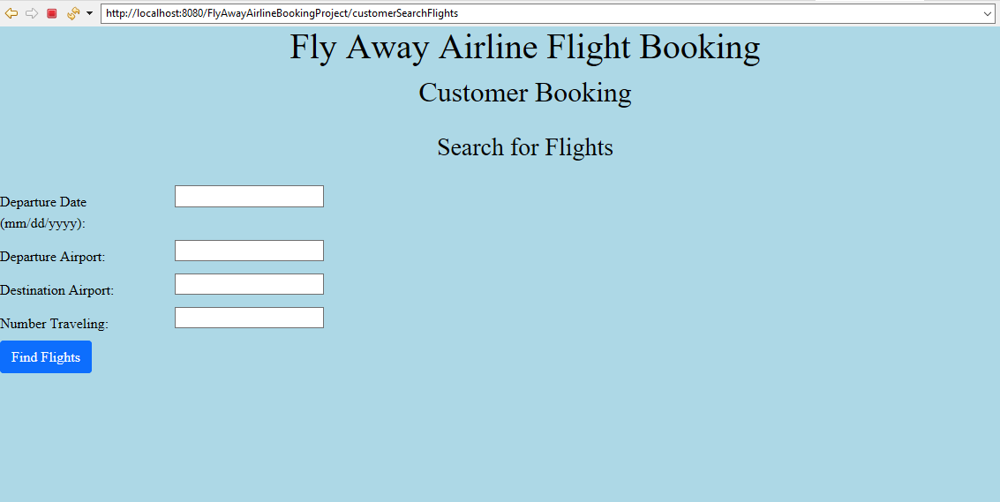 http://localhost:8080/FlyAwayAirlineBookingProject/customerSearchFlights
Fly Away Airline Flight Booking
Customer Booking
Search for Flights
Departure Date
(mm/dd/yyyy):
Departure Airport:
Destination Airport:
Number Traveling:
Find Flights